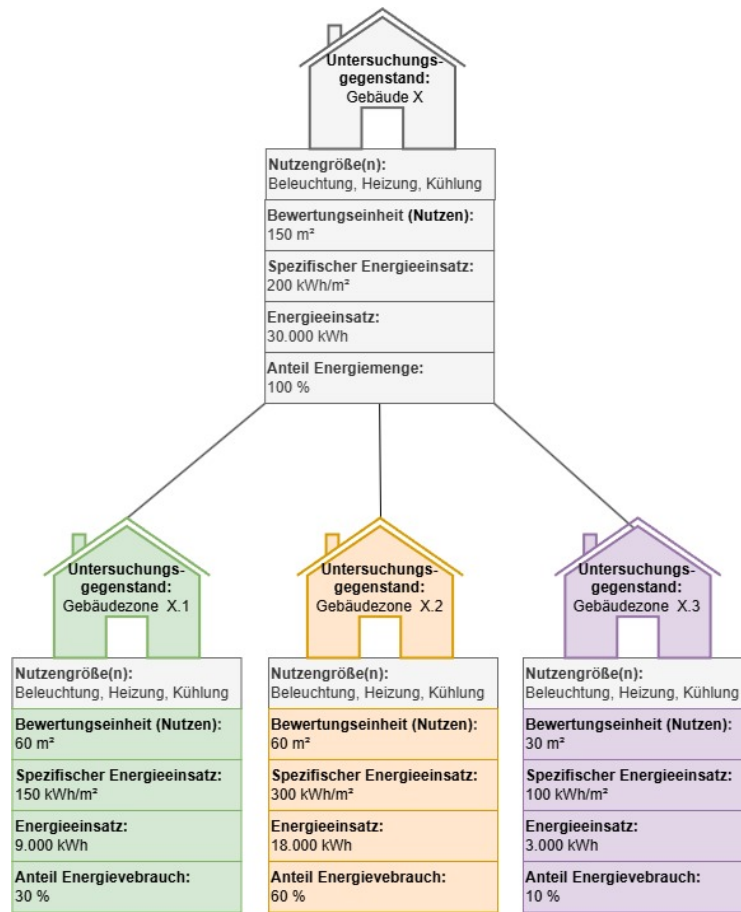 Untersuchungs-
gegenstand:
Gebäude X
Nutzengröße(n):
Beleuchtung, Heizung, Kühlung
Bewertungseinheit (Nutzen):
150 m²
Spezifischer Energieeinsatz:
200 kWh/m²
Energieeinsatz:
30.000 kWh
Anteil Energiemenge:
100 %
Untersuchungs-
gegenstand:
Gebäudezone X.1
Nutzengröße(n):
Beleuchtung, Heizung, Kühlung
Bewertungseinheit (Nutzen):
60 m²
Spezifischer Energieeinsatz:
150 kWh/m²
Energieeinsatz:
9.000 kWh
Anteil Energievebrauch:
30 %
Untersuchungs-
gegenstand:
Gebäudezone X.2
Nutzengröße(n):
Beleuchtung, Heizung, Kühlung
Bewertungseinheit (Nutzen):
60 m²
Spezifischer Energieeinsatz:
300 kWh/m²
Energieeinsatz:
18.000 kWh
Anteil Energievebrauch:
60 %
Untersuchungs-
gegenstand:
Gebäudezone X.3
Nutzengröße(n):
Beleuchtung, Heizung, Kühlung
Bewertungseinheit (Nutzen):
30 m²
Spezifischer Energieeinsatz:
100 kWh/m²
Energieeinsatz:
3.000 kWh
Anteil Energievebrauch:
10 %